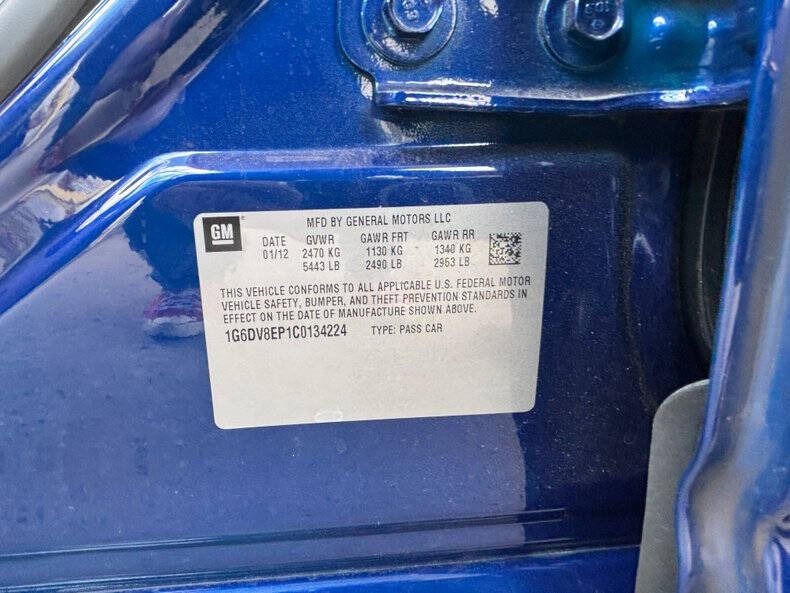 GM
MFD BY GENERAL MOTORS LLC
DATE GVWR GAWR FRT GAWR RR
01/12 2470 KG 1130 KG 1340 KG
5443 LB 2490 LB 2953 LB
THIS VEHICLE CONFORMS TO ALL APPLICABLE U.S. FEDERAL MOTOR
VEHICLE SAFETY, BUMPER, AND THEFT PREVENTION STANDARDS IN
EFFECT ON THE DATE OF MANUFACTURE SHOWN ABOVE.
1G6DV8EP1C0134224 TYPE: PASS CAR